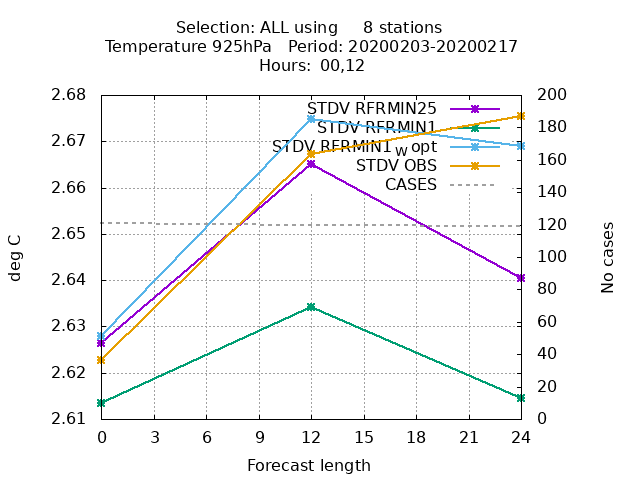 Selection: ALL using     8 stations
Temperature 925hPa   Period: 20200203-20200217
Hours: 00,12
2.68
2.67
2.66
2.65
2.64
2.63
2.62
2.61
200
180
160
140
120
100
80
60
40
20
0
STDV RFRMIN25
STDV RFRMIN1
STDV RFRMIN1_W opt
STDV OBS
CASES
deg C
No cases
0 3 6 9 12 15 18 21 24
Forecast length